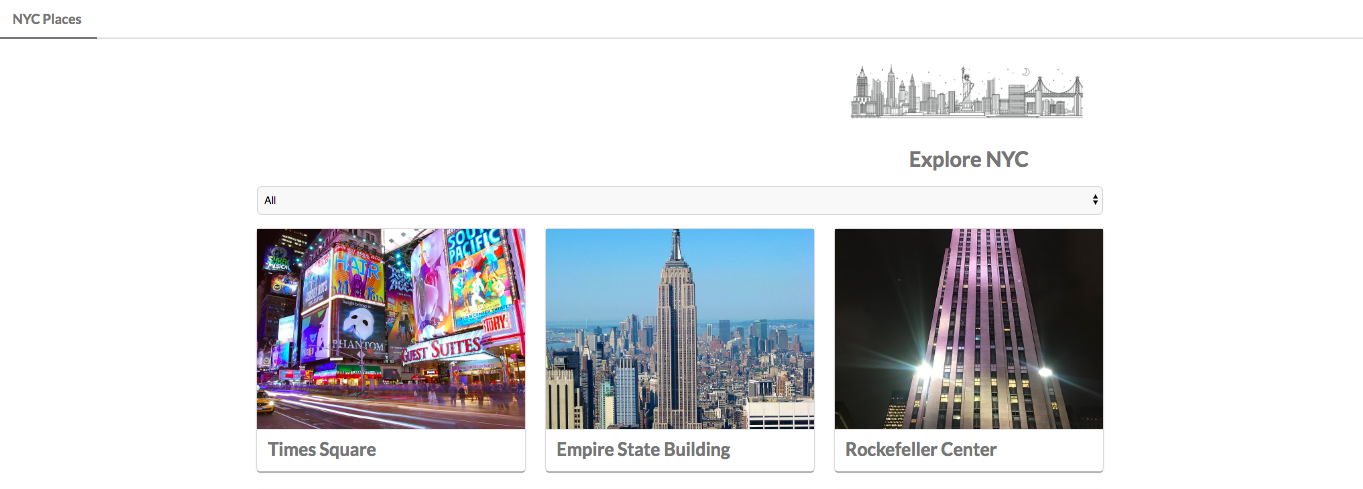 NYC Places
Explore NYC
All
SOUTH
PACIFIC
HAIR
PHANTOM
GUEST SUITES
Times Square
Empire State Building
Rockefeller Center